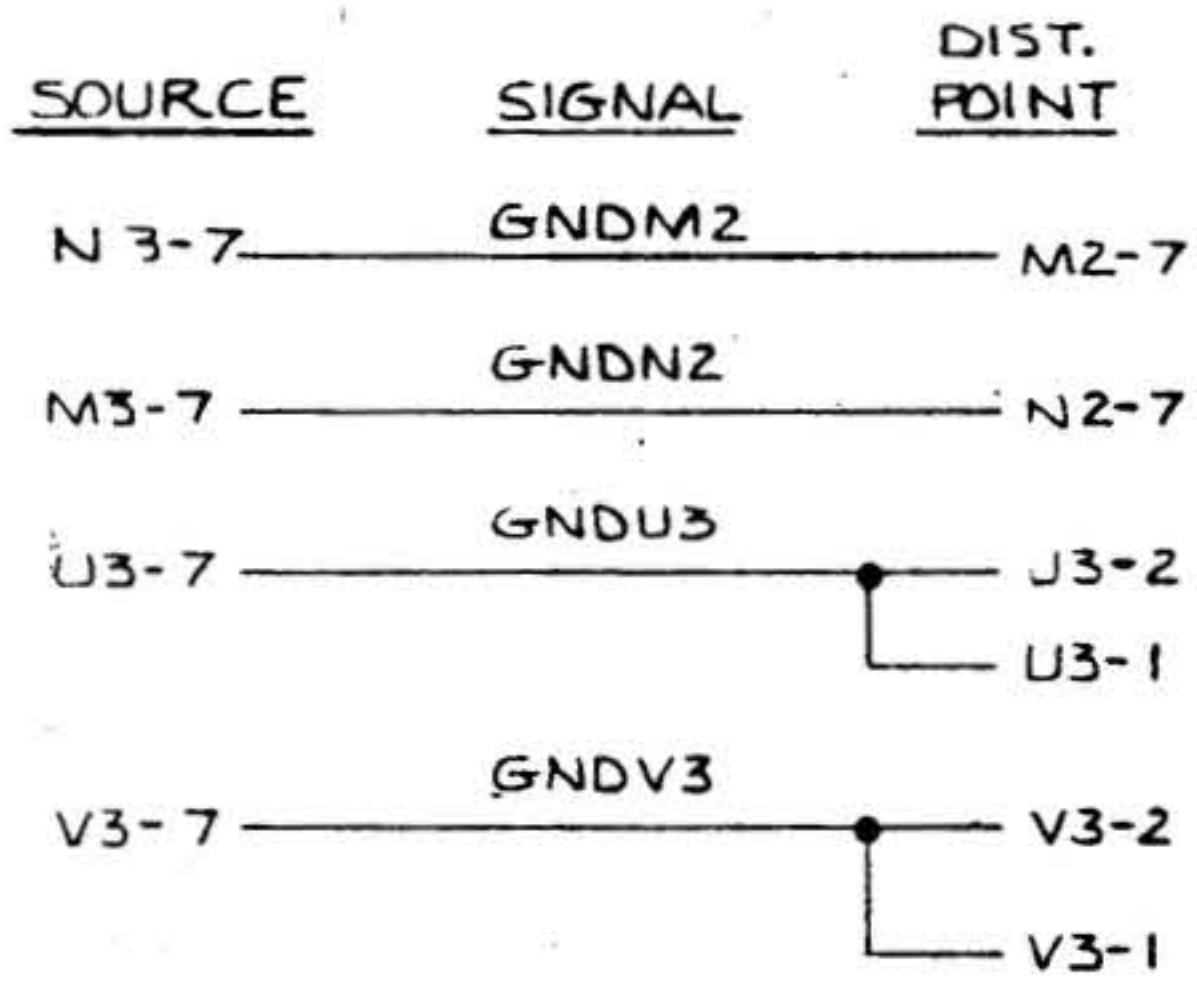 DIST.
SOURCE SIGNAL POINT
N3-7 GNDM2 M2-7
M3-7 GNDN2 N2-7
U3-7 GNDU3 J3-2
U3-1
V3-7 GNDV3 V3-2
V3-1